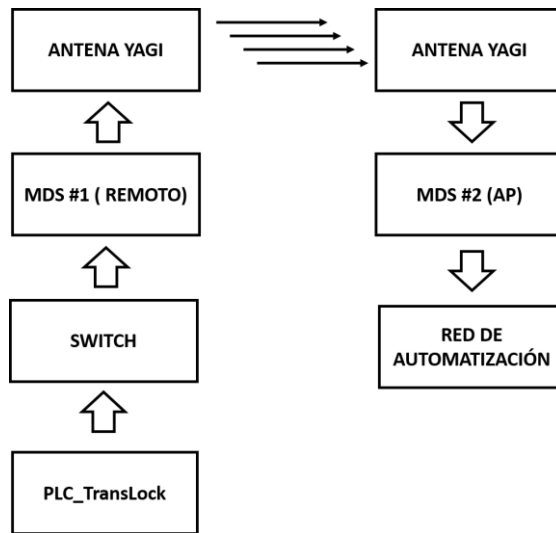 ANTENA YAGI
ANTENA YAGI
MDS #1 ( REMOTO)
MDS #2 (AP)
SWITCH
RED DE
AUTOMATIZACIÓN
PLC_TransLock